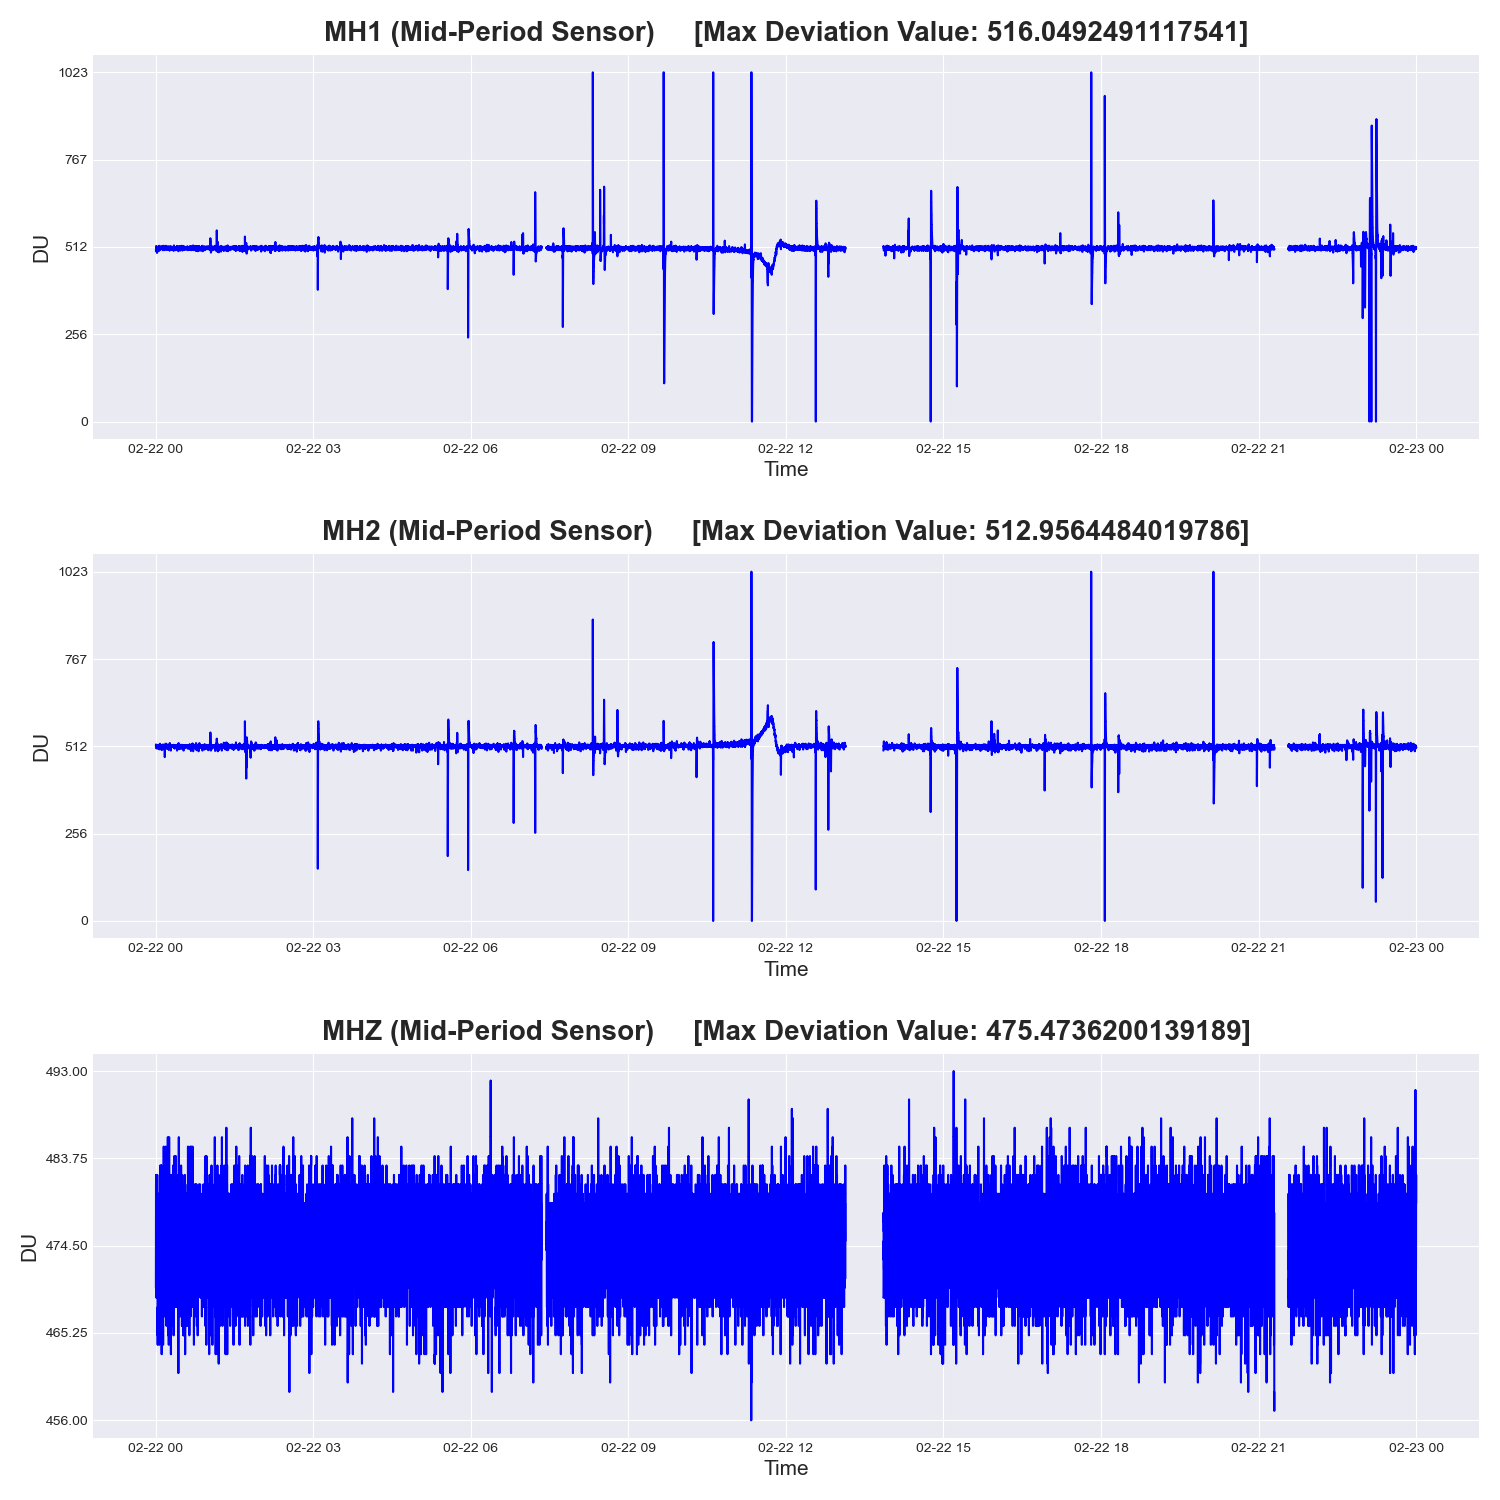 MH1 (Mid-Period Sensor) [Max Deviation Value: 516.0492491117541]
1023
767
512
256
0
DU
02-22 00 02-22 03 02-22 06 02-22 09 02-22 12 02-22 15 02-22 18 02-22 21 02-23 00
Time
MH2 (Mid-Period Sensor) [Max Deviation Value: 512.9564484019786]
1023
767
512
256
0
DU
02-22 00 02-22 03 02-22 06 02-22 09 02-22 12 02-22 15 02-22 18 02-22 21 02-23 00
Time
MHZ (Mid-Period Sensor) [Max Deviation Value: 475.4736200139189]
493.00
483.75
474.50
465.25
456.00
DU
02-22 00 02-22 03 02-22 06 02-22 09 02-22 12 02-22 15 02-22 18 02-22 21 02-23 00
Time